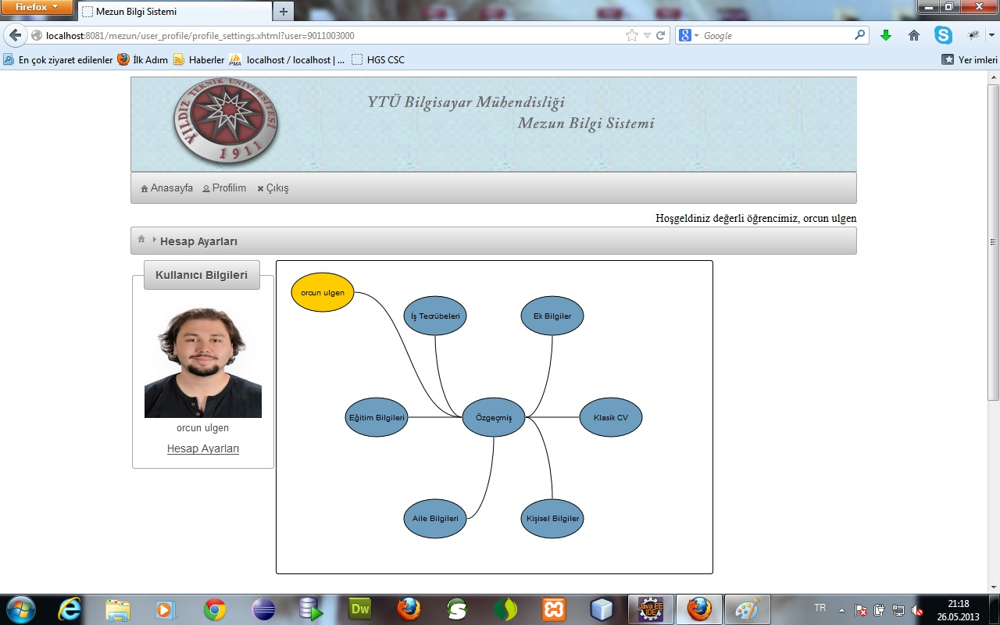 Firefox
Mezun Bilgi Sistemi
localhost:8081/mezun/user_profile/profile_settings.xhtml?user=9011003000
Google
En çok ziyaret edilenler
İlk Adım
Haberler
localhost / localhost | ...
HGS CSC
Yer imleri
YILDIZ TEKNİK ÜNİVERSİTESİ
1911
YTÜ Bilgisayar Mühendisliği
Mezun Bilgi Sistemi
Anasayfa Profilim Çıkış
Hoşgeldiniz değerli öğrencimiz, orcun ulgen
Hesap Ayarları
Kullanıcı Bilgileri
orcun ulgen
Hesap Ayarları
orcun ulgen
İş Tecrübeleri
Ek Bilgiler
Eğitim Bilgileri
Özgeçmiş
Klasik CV
Aile Bilgileri
Kişisel Bilgiler
Dw
Java EE
IDE
TR
21:18
26.05.2013